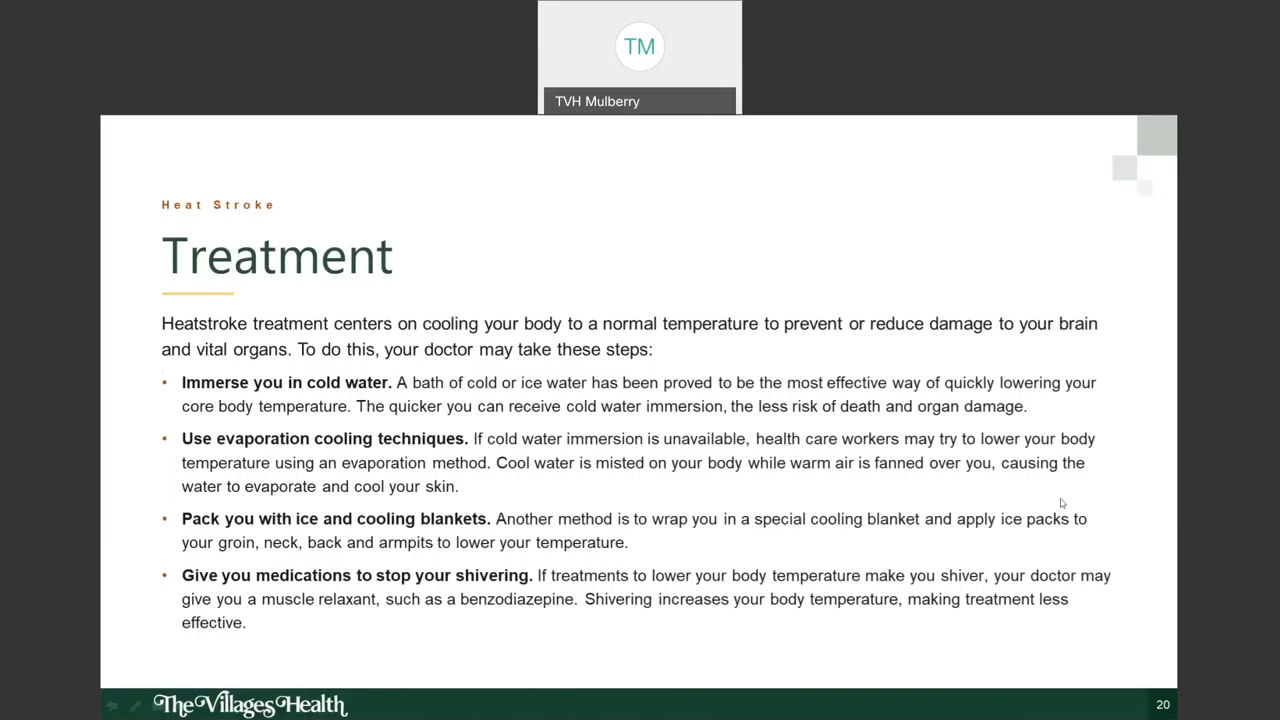 TM
TVH Mulberry
Heat Stroke
Treatment
Heatstroke treatment centers on cooling your body to a normal temperature to prevent or reduce damage to your brain
and vital organs. To do this, your doctor may take these steps:
• Immerse you in cold water. A bath of cold or ice water has been proved to be the most effective way of quickly lowering your
core body temperature. The quicker you can receive cold water immersion, the less risk of death and organ damage.
• Use evaporation cooling techniques. If cold water immersion is unavailable, health care workers may try to lower your body
temperature using an evaporation method. Cool water is misted on your body while warm air is fanned over you, causing the
water to evaporate and cool your skin.
• Pack you with ice and cooling blankets. Another method is to wrap you in a special cooling blanket and apply ice packs to
your groin, neck, back and armpits to lower your temperature.
• Give you medications to stop your shivering. If treatments to lower your body temperature make you shiver, your doctor may
give you a muscle relaxant, such as a benzodiazepine. Shivering increases your body temperature, making treatment less
effective.
The Villages Health
20